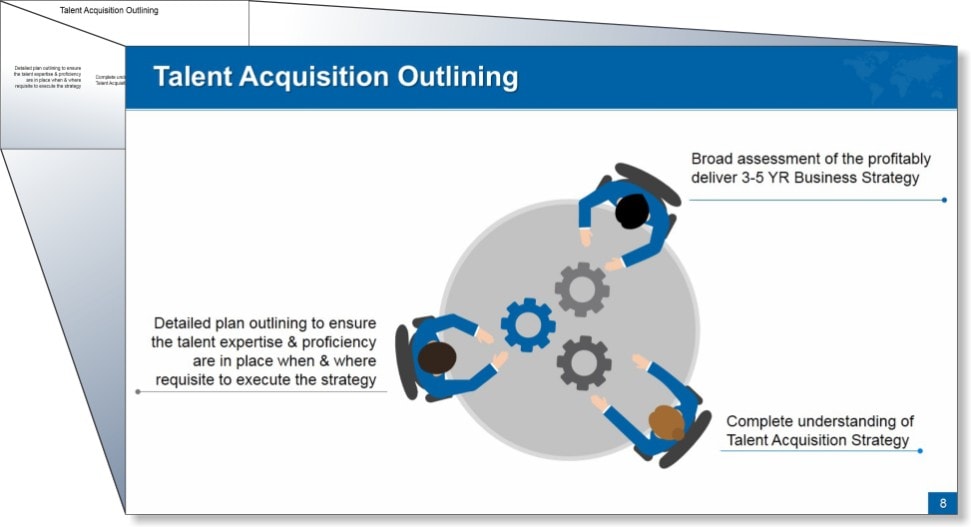 Talent Acquisition Outlining
Detailed plan outlining to ensure
the talent expertise & proficiency
are in place when & where
requisite to execute the strategy
Complete und
Talent Acquisit
Talent Acquisition Outlining
Broad assessment of the profitably
deliver 3-5 YR Business Strategy
Detailed plan outlining to ensure
the talent expertise & proficiency
are in place when & where
requisite to execute the strategy
Complete understanding of
Talent Acquisition Strategy
8